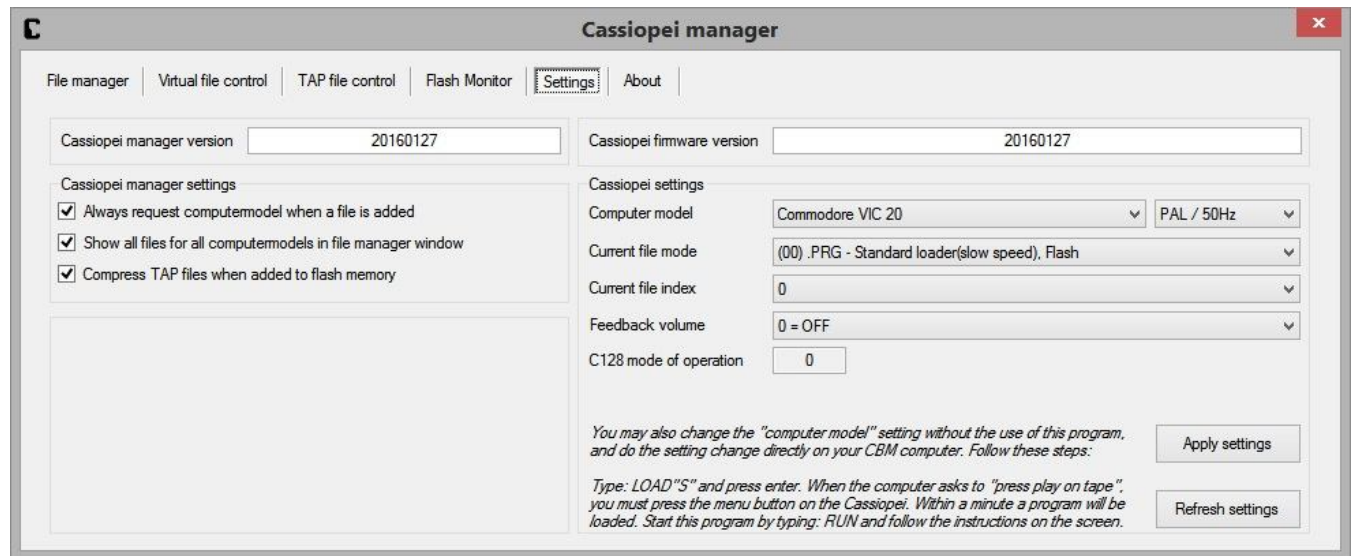 C
Cassiopei manager
File manager
Virtual file control
TAP file control
Flash Monitor
Settings
About
Cassiopei manager version
20160127
Cassiopei firmware version
20160127
Cassiopei manager settings
Always request computermodel when a file is added
Show all files for all computermodels in file manager window
Compress TAP files when added to flash memory
Cassiopei settings
Computer model
Commodore VIC 20
PAL / 50Hz
Current file mode
(00) .PRG - Standard loader(slow speed), Flash
Current file index
0
Feedback volume
0 = OFF
C128 mode of operation
0
You may also change the "computer model" setting without the use of this program,
and do the setting change directly on your CBM computer. Follow these steps:
Type: LOAD"S" and press enter. When the computer asks to "press play on tape",
you must press the menu button on the Cassiopei. Within a minute a program will be
loaded. Start this program by typing: RUN and follow the instructions on the screen.
Apply settings
Refresh settings